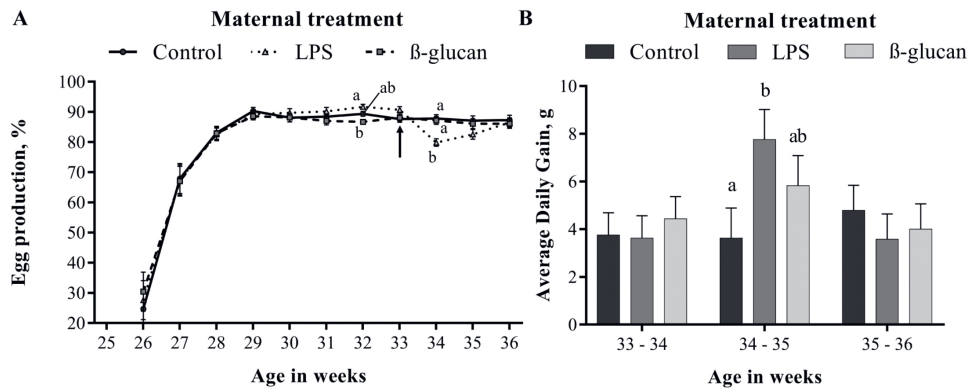 A
Maternal treatment
Control LPS ß-glucan
Egg production, %
100
90
80
70
60
50
40
30
20
a
ab
b
a
a
b
25 26 27 28 29 30 31 32 33 34 35 36
Age in weeks
B
Maternal treatment
Control LPS ß-glucan
Average Daily Gain, g
10
8
6
4
2
0
a
b
ab
33 - 34 34 - 35 35 - 36
Age in weeks